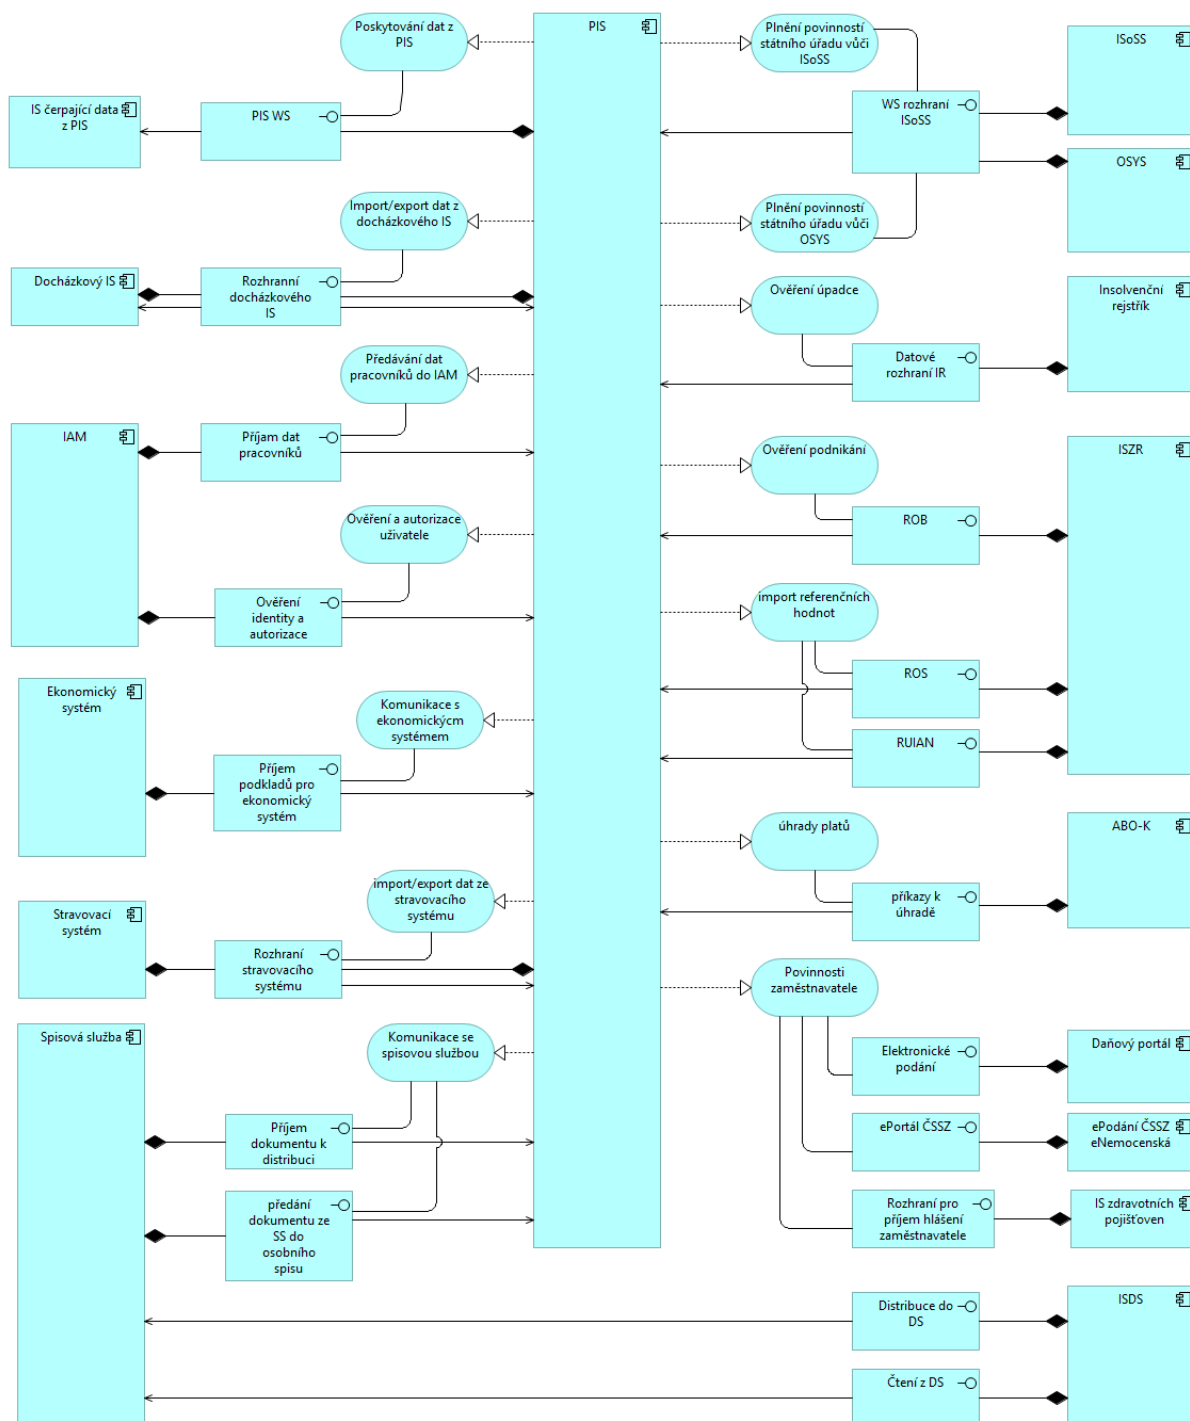 Poskytování dat z
PIS
PIS
Plnění povinností
státního úřadu vůči
ISoSS
ISoSS
IS čerpající data
z PIS
PIS WS
WS rozhraní
ISoSS
OSYS
Import/export dat z
docházkového IS
Plnění povinností
státního úřadu vůči
OSYS
Docházkový IS
Rozhranní
docházkového
IS
Ověření úpadce
Insolvenční
rejstřík
Předávání dat
pracovníků do IAM
Datové
rozhraní IR
IAM
Příjam dat
pracovníků
Ověření podnikání
ISZR
Ověření a autorizace
uživatele
ROB
Ověření
identity a
autorizace
import referenčních
hodnot
ROS
Ekonomický
systém
Komunikace s
ekonomickýcm
systémem
RUIAN
Příjem
podkladů pro
ekonomický
systém
úhrady platů
ABO-K
import/export dat ze
stravovacího
systému
příkazy k
úhradě
Stravovací
systém
Rozhraní
stravovacího
systému
Povinnosti
zaměstnavatele
Spisová služba
Komunikace se
spisovou službou
Elektronické
podání
Daňový portál
Příjem
dokumentu k
distribuci
ePortál ČSSZ
ePodání ČSSZ
eNemocenská
předání
dokumentu ze
SS do
osobního
spisu
Rozhraní pro
příjem hlášení
zaměstnavatele
IS zdravotních
pojišťoven
Distribuce do
DS
ISDS
Čtení z DS